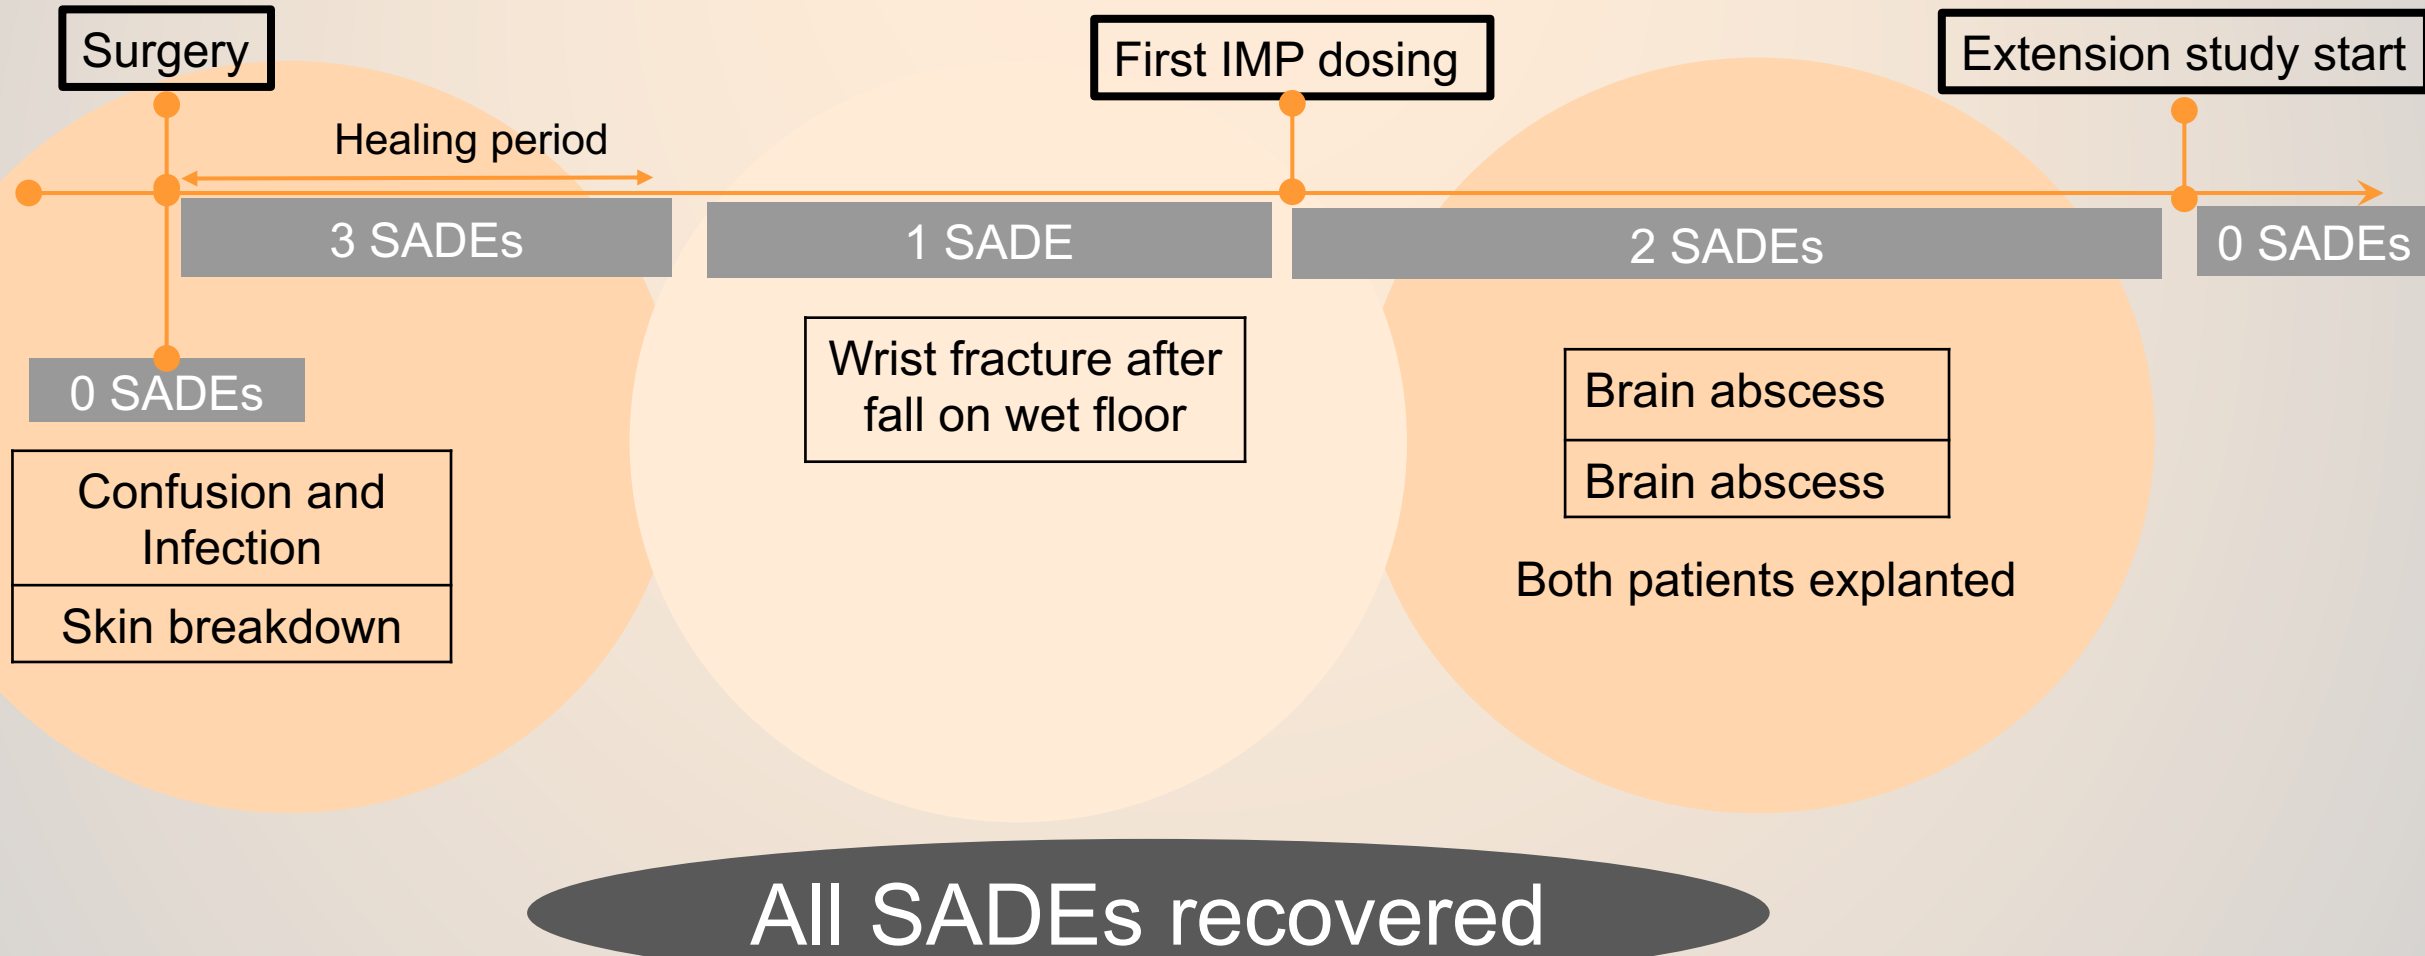 Surgery
First IMP dosing
Extension study start
Healing period
3 SADEs
1 SADE
2 SADEs
0 SADEs
0 SADEs
Confusion and
Infection
Skin breakdown
Wrist fracture after
fall on wet floor
Brain abscess
Brain abscess
Both patients explanted
All SADEs recovered